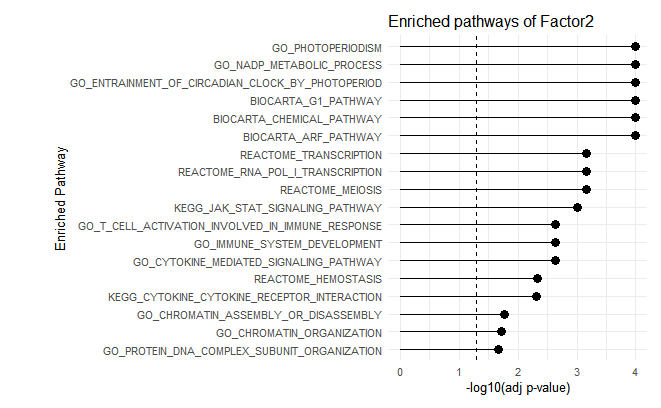 Enriched pathways of Factor2
Enriched Pathway
GO_PHOTOPERIODISM
GO_NADP_METABOLIC_PROCESS
GO_ENTRAINMENT_OF_CIRCADIAN_CLOCK_BY_PHOTOPERIOD
BIOCARTA_G1_PATHWAY
BIOCARTA_CHEMICAL_PATHWAY
BIOCARTA_ARF_PATHWAY
REACTOME_TRANSCRIPTION
REACTOME_RNA_POL_I_TRANSCRIPTION
REACTOME_MEIOSIS
KEGG_JAK_STAT_SIGNALING_PATHWAY
GO_T_CELL_ACTIVATION_INVOLVED_IN_IMMUNE_RESPONSE
GO_IMMUNE_SYSTEM_DEVELOPMENT
GO_CYTOKINE_MEDIATED_SIGNALING_PATHWAY
REACTOME_HEMOSTASIS
KEGG_CYTOKINE_CYTOKINE_RECEPTOR_INTERACTION
GO_CHROMATIN_ASSEMBLY_OR_DISASSEMBLY
GO_CHROMATIN_ORGANIZATION
GO_PROTEIN_DNA_COMPLEX_SUBUNIT_ORGANIZATION
0 1 2 3 4
-log10(adj p-value)